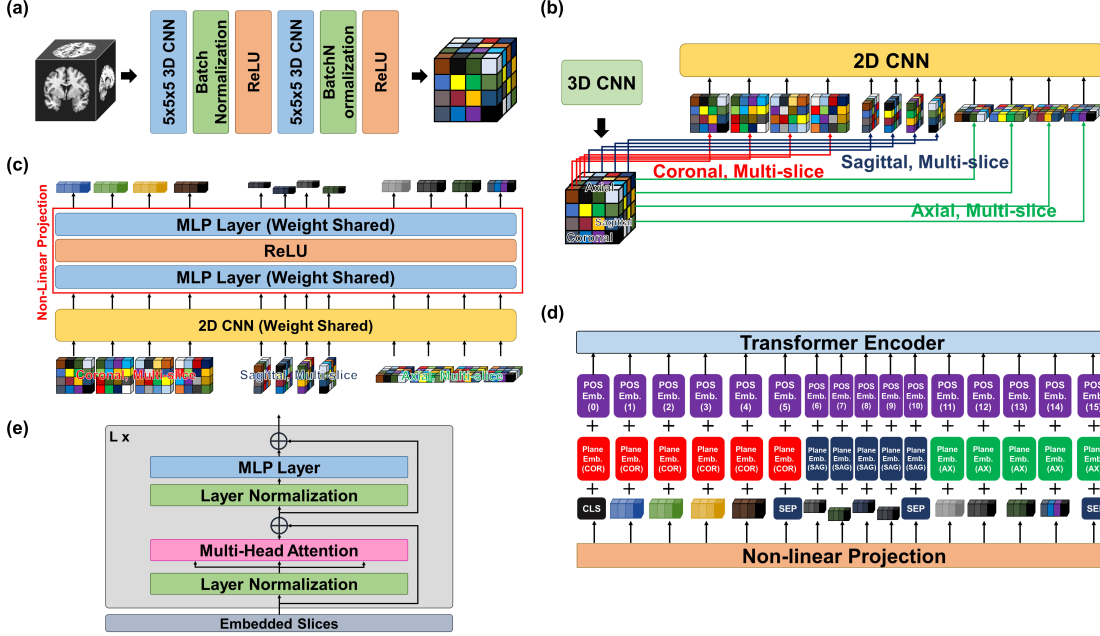 (a)
5x5x5 3D CNN
Batch
Normalization
ReLU
5x5x5 3D CNN
BatchN
ormalization
ReLU
(b)
3D CNN
2D CNN
Coronal, Multi-slice
Sagittal, Multi-slice
Axial, Multi-slice
Axial
Sagittal
Coronal
(c)
Non-Linear Projection
MLP Layer (Weight Shared)
ReLU
MLP Layer (Weight Shared)
2D CNN (Weight Shared)
Coronal, Multi-slice
Sagittal, Multi-slice
Axial, Multi-slice
(d)
Transformer Encoder
POS Emb. (0)
POS Emb. (1)
POS Emb. (2)
POS Emb. (3)
POS Emb. (4)
POS Emb. (5)
POS Emb. (6)
POS Emb. (7)
POS Emb. (8)
POS Emb. (9)
POS Emb. (10)
POS Emb. (11)
POS Emb. (12)
POS Emb. (13)
POS Emb. (14)
POS Emb. (15)
+ + + + + + + + + + + + + + + +
Plane Emb. (COR)
Plane Emb. (COR)
Plane Emb. (COR)
Plane Emb. (COR)
Plane Emb. (COR)
Plane Emb. (COR)
Plane Emb. (SAG)
Plane Emb. (SAG)
Plane Emb. (SAG)
Plane Emb. (SAG)
Plane Emb. (SAG)
Plane Emb. (AX)
Plane Emb. (AX)
Plane Emb. (AX)
Plane Emb. (AX)
Plane Emb. (AX)
+ + + + + + + + + + + + + + + +
CLS
SEP
SEP
SEP
Non-linear Projection
(e)
L x
MLP Layer
Layer Normalization
Multi-Head Attention
Layer Normalization
Embedded Slices